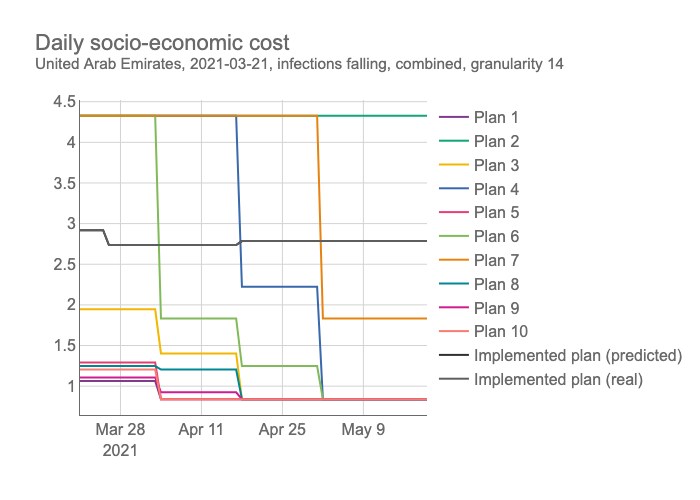 Daily socio-economic cost
United Arab Emirates, 2021-03-21, infections falling, combined, granularity 14
4.5
4
3.5
3
2.5
2
1.5
1
Mar 28
2021
Apr 11
Apr 25
May 9
Plan 1
Plan 2
Plan 3
Plan 4
Plan 5
Plan 6
Plan 7
Plan 8
Plan 9
Plan 10
Implemented plan (predicted)
Implemented plan (real)